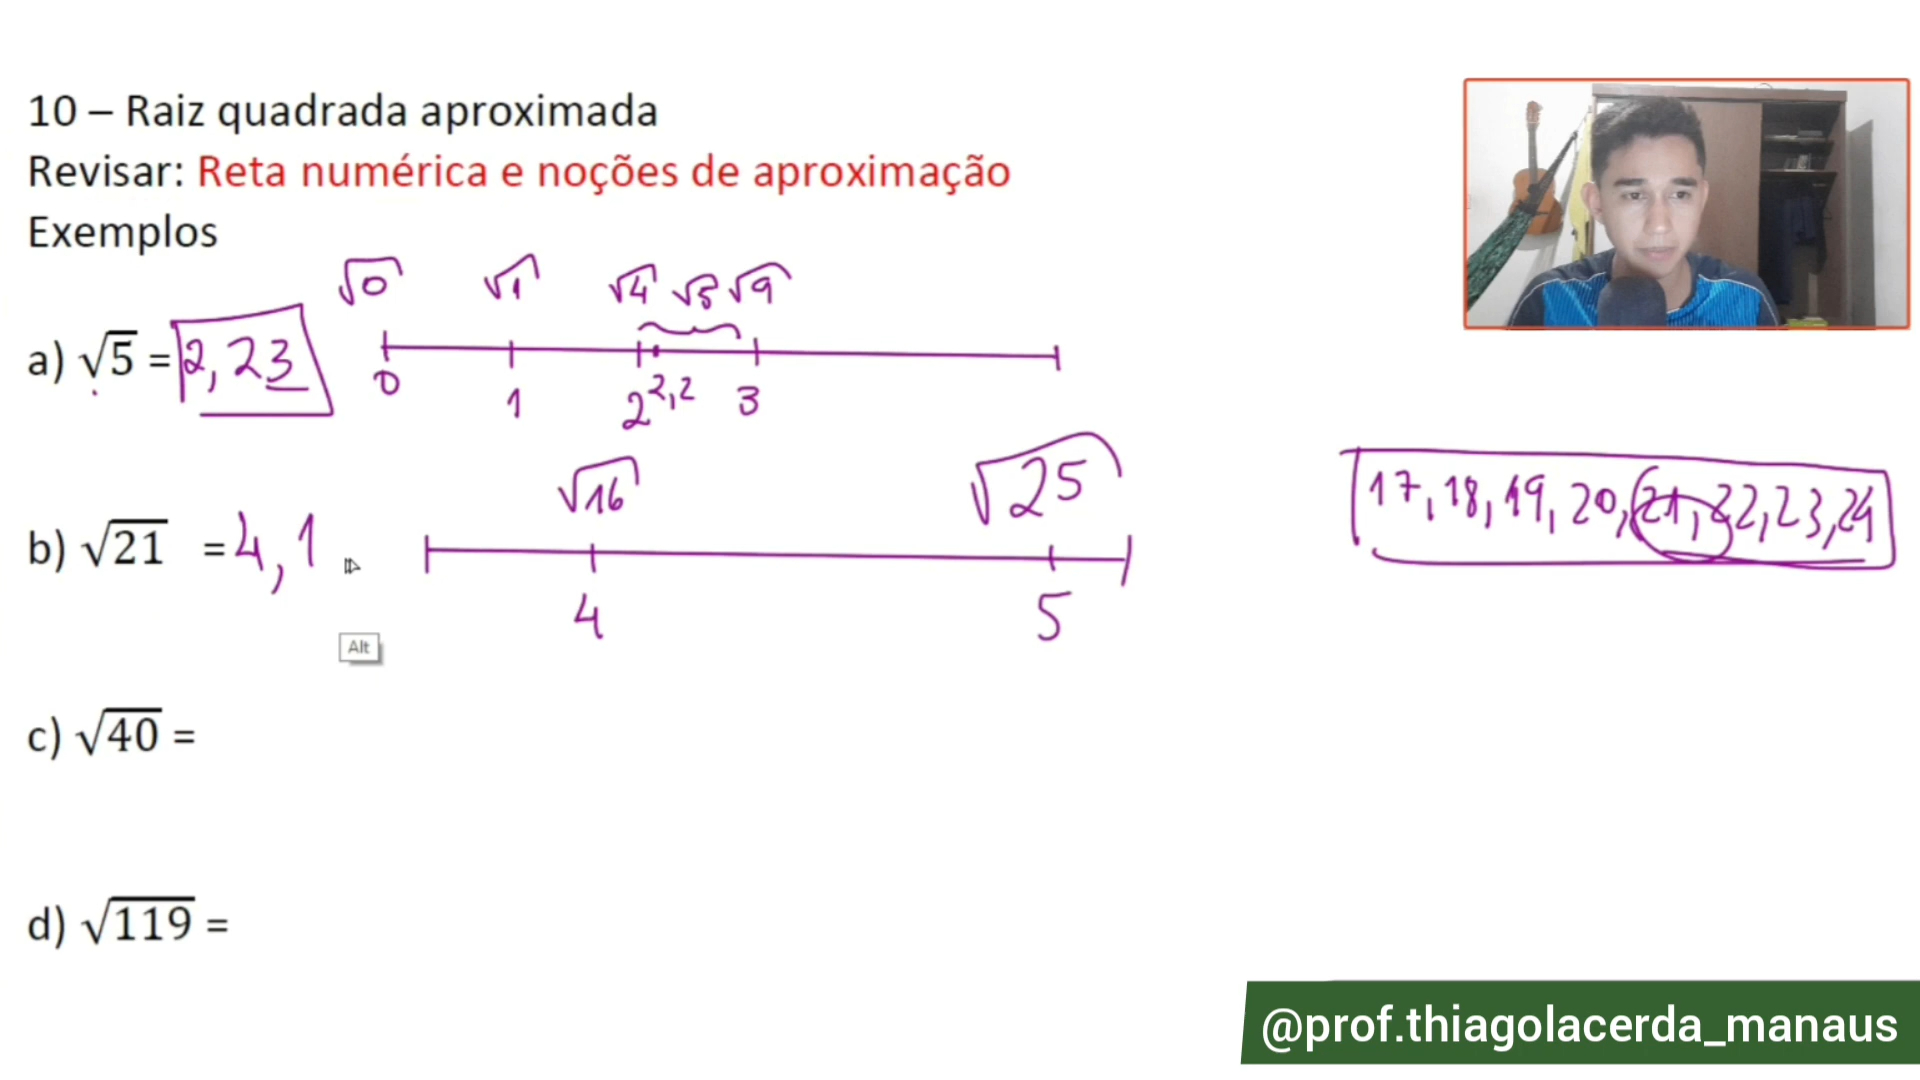 10 – Raiz quadrada aproximada
Revisar: Reta numérica e noções de aproximação
Exemplos
√0 √1 √4 √5 √9
a) √5 = 2,23
0 1 2 2,2 3
√16 √25
17, 18, 19, 20, 21, 22, 23, 24
b) √21 = 4,1
4 5
Alt
c) √40 =
d) √119 =
@prof.thiagolacerda_manaus